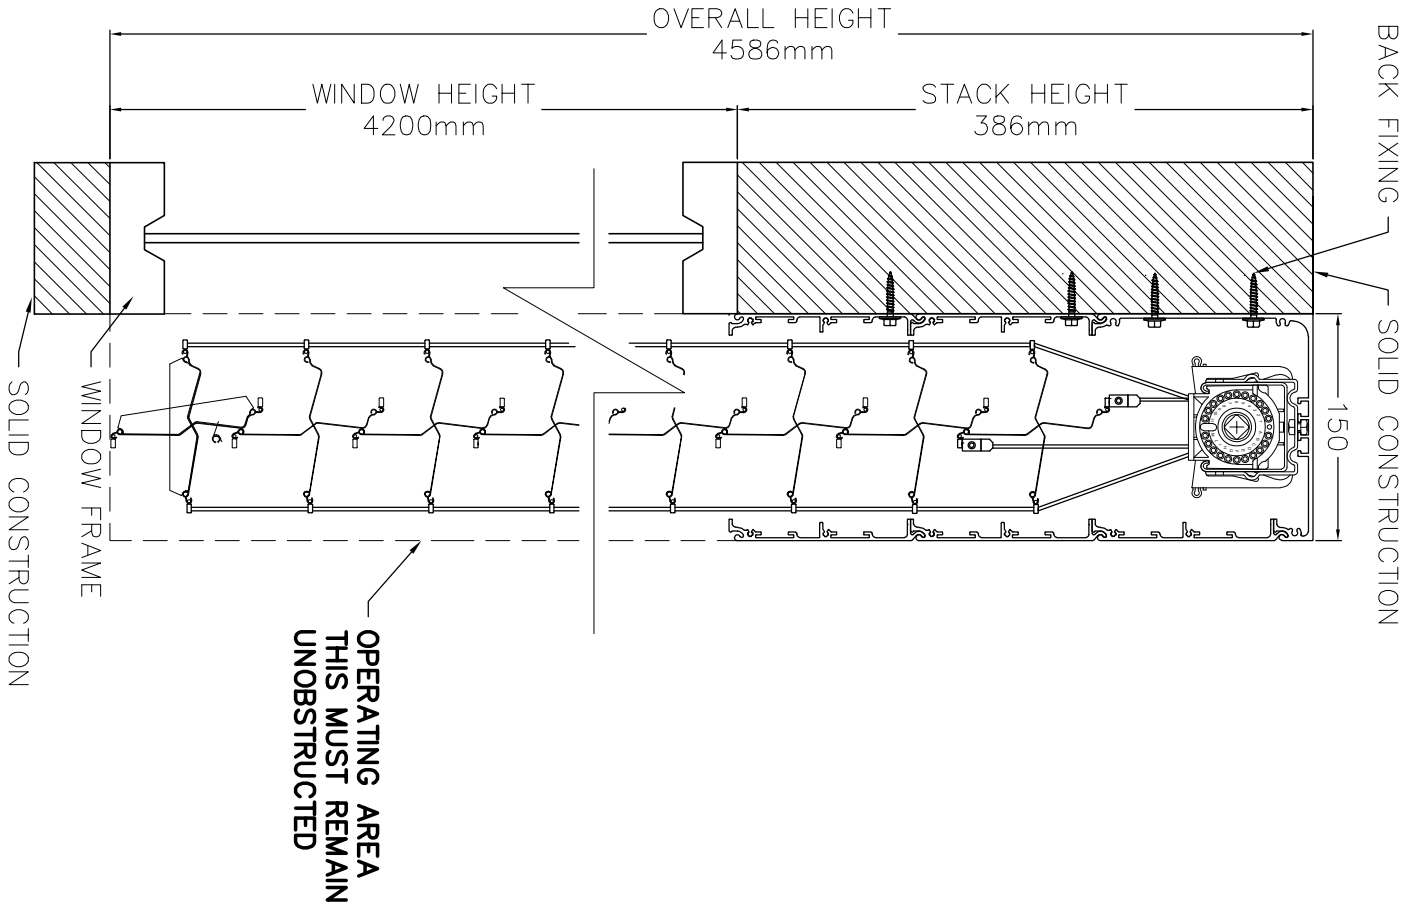 OVERALL HEIGHT
4586mm
WINDOW HEIGHT
4200mm
STACK HEIGHT
386mm
BACK FIXING
SOLID CONSTRUCTION
150
WINDOW FRAME
SOLID CONSTRUCTION
OPERATING AREA
THIS MUST REMAIN
UNOBSTRUCTED